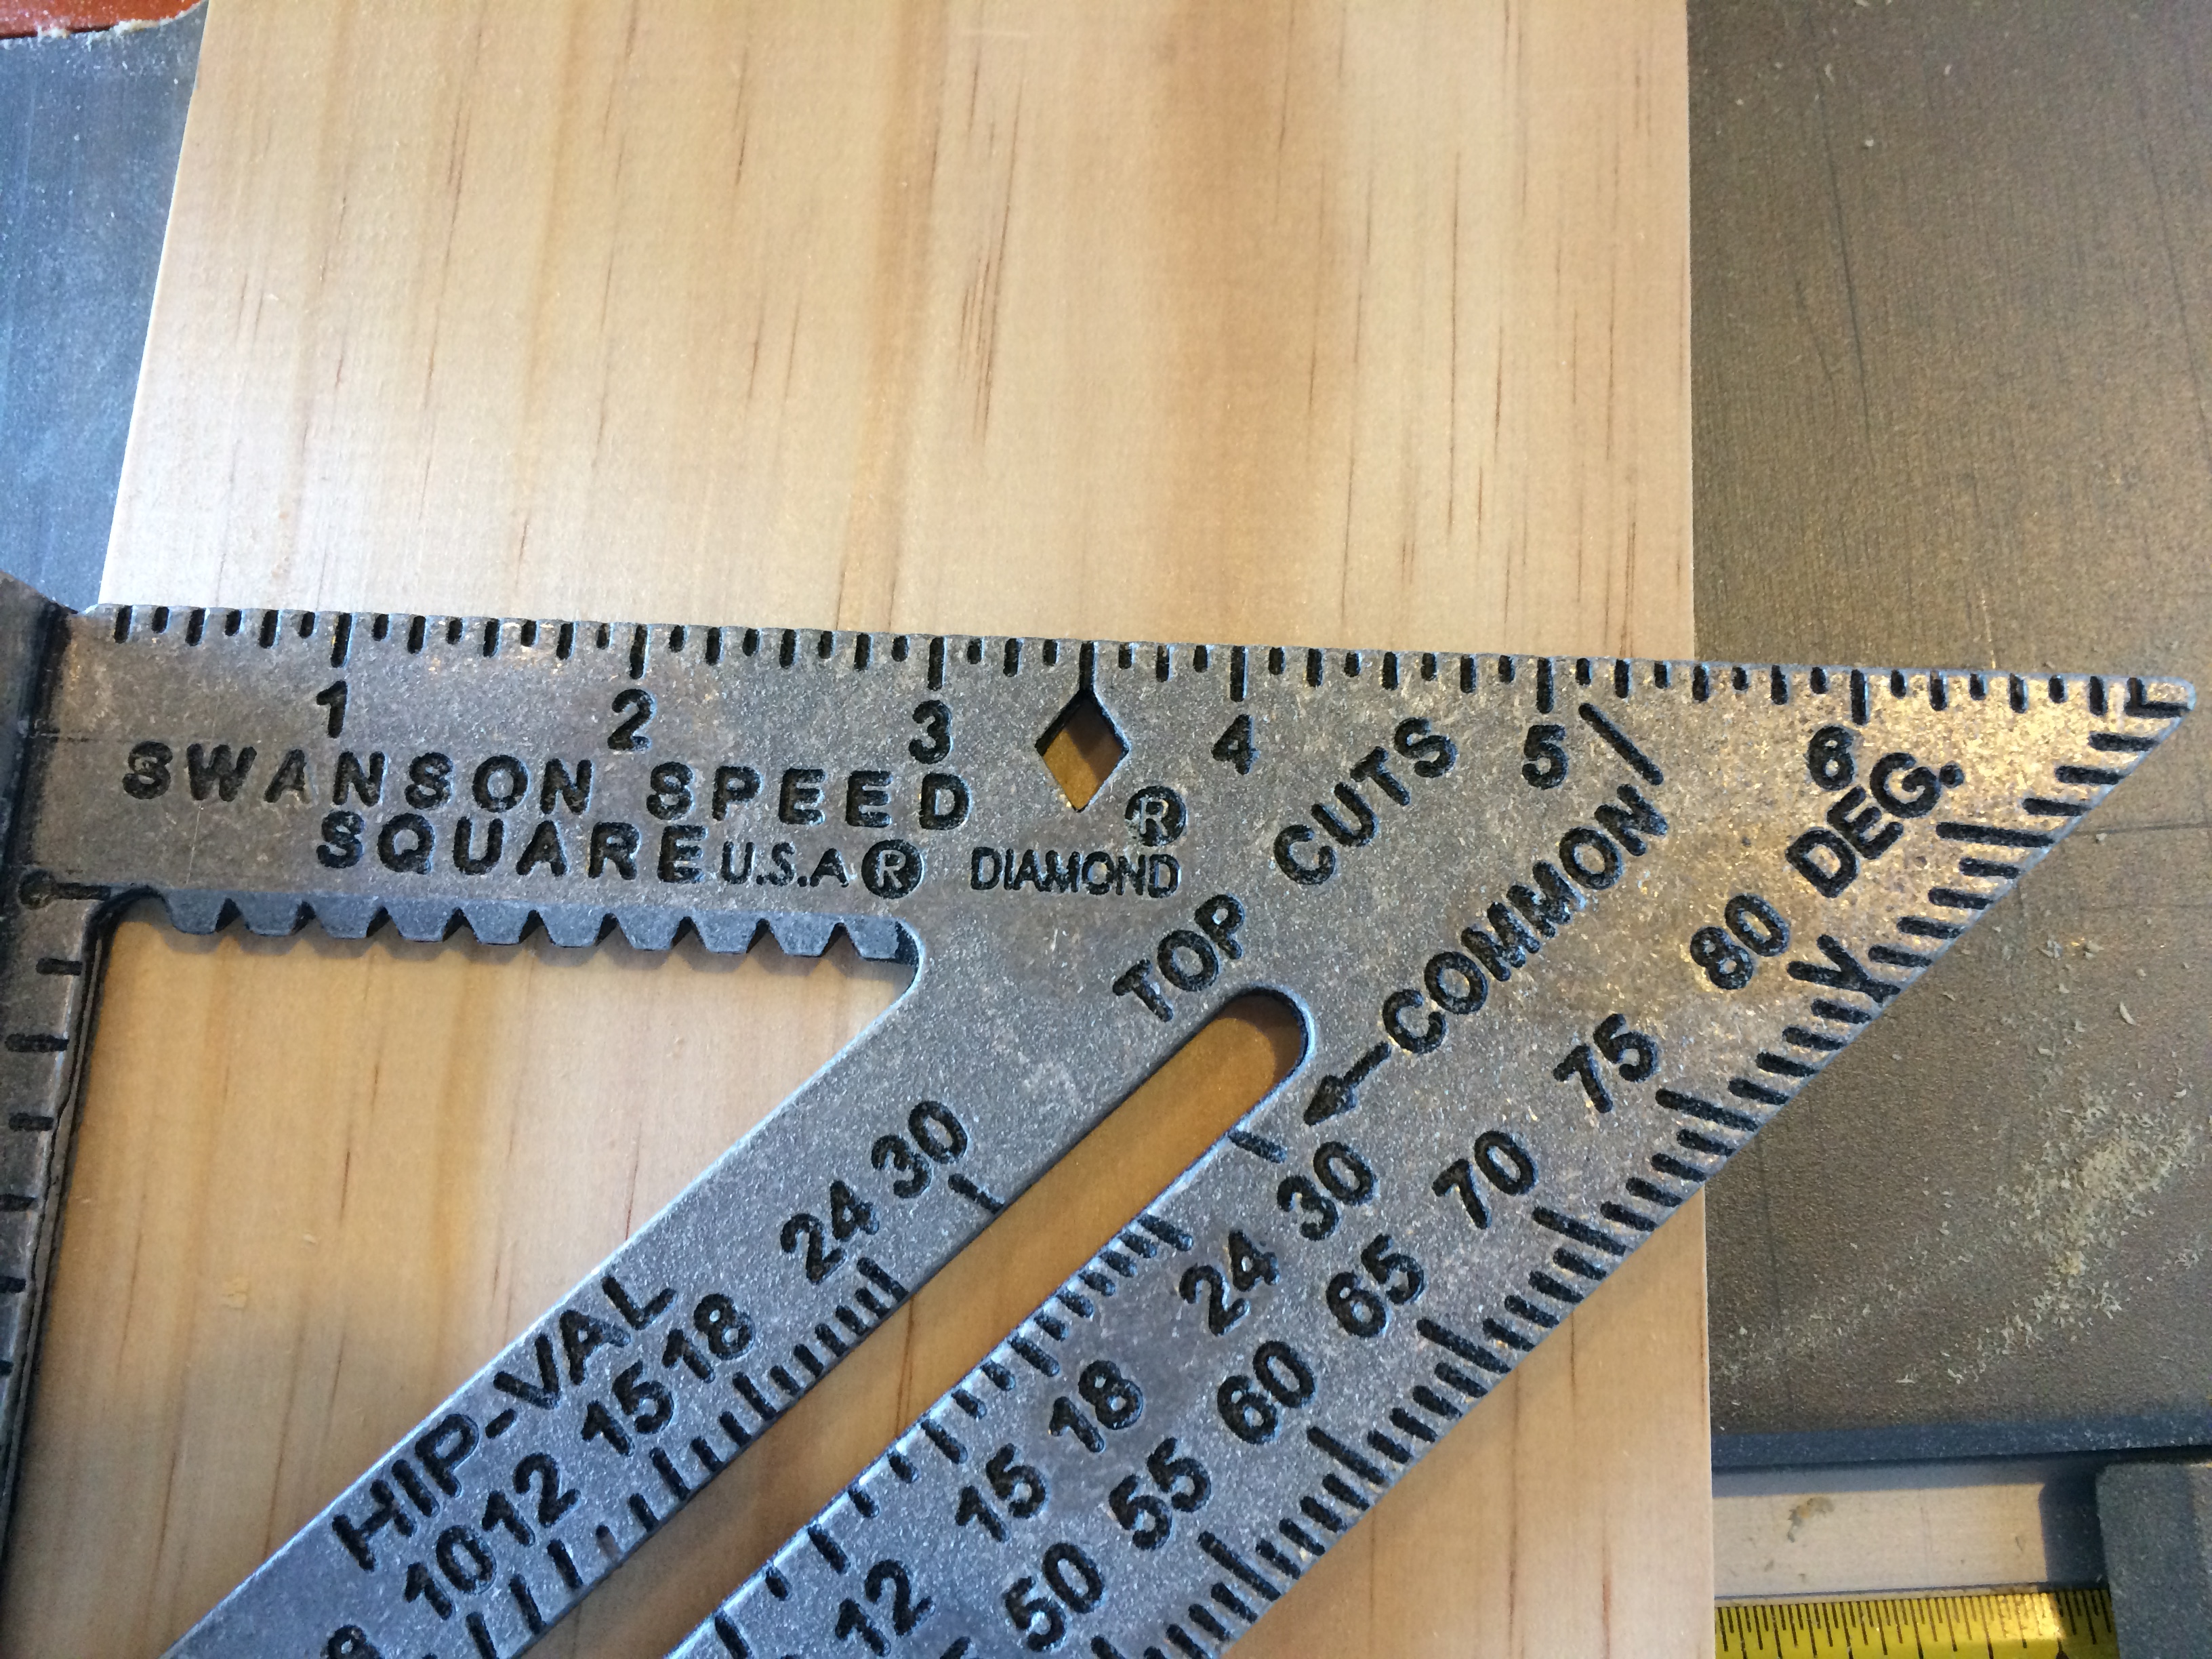 1 2 3 4 5 6
SWANSON SPEED
SQUARE U.S.A ® DIAMOND ®
TOP CUTS
←COMMON
DEG.
HIP-VAL
10 12 15 18 24 30
12 15 18 24 30
50 55 60 65 70 75 80